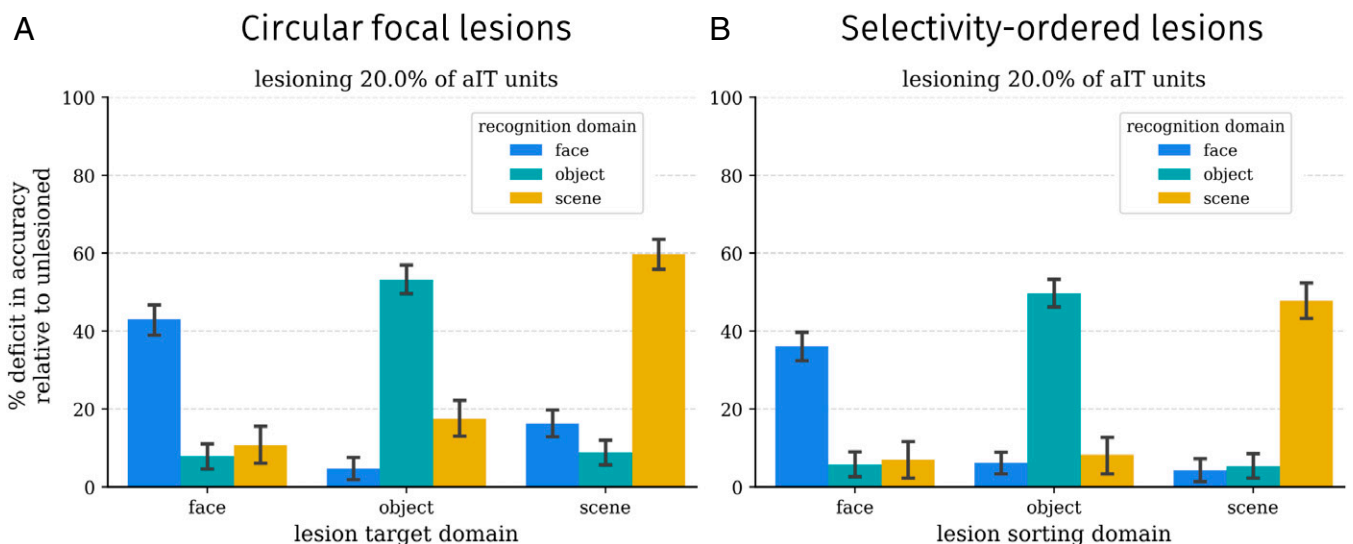 A
Circular focal lesions
lesioning 20.0% of aIT units
% deficit in accuracy
relative to unlesioned
100
80
60
40
20
0
recognition domain
face
object
scene
face
object
scene
lesion target domain
B
Selectivity-ordered lesions
lesioning 20.0% of aIT units
100
80
60
40
20
0
recognition domain
face
object
scene
face
object
scene
lesion sorting domain